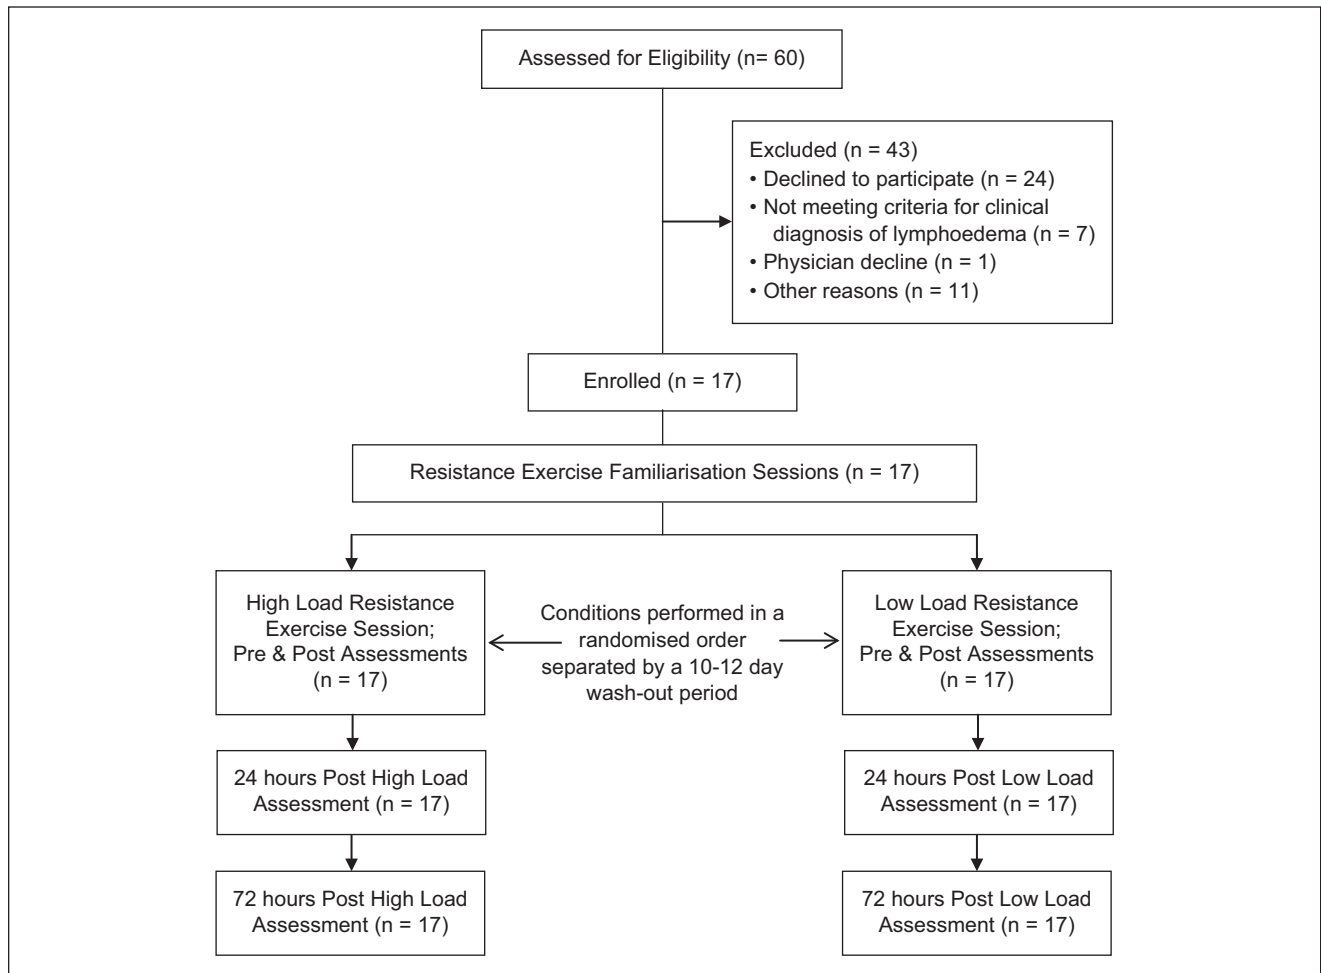 Assessed for Eligibility (n= 60)
Excluded (n = 43)
• Declined to participate (n = 24)
• Not meeting criteria for clinical
diagnosis of lymphoedema (n = 7)
• Physician decline (n = 1)
• Other reasons (n = 11)
Enrolled (n = 17)
Resistance Exercise Familiarisation Sessions (n = 17)
High Load Resistance
Exercise Session;
Pre & Post Assessments
(n = 17)
Conditions performed in a
randomised order
separated by a 10-12 day
wash-out period
Low Load Resistance
Exercise Session;
Pre & Post Assessments
(n = 17)
24 hours Post High Load
Assessment (n = 17)
24 hours Post Low Load
Assessment (n = 17)
72 hours Post High Load
Assessment (n = 17)
72 hours Post Low Load
Assessment (n = 17)